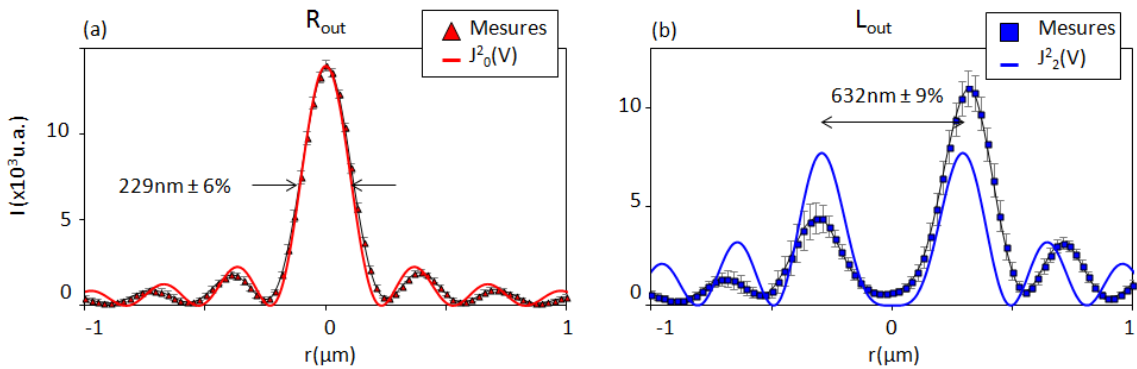 R_out
(a)
Mesures
J²₀(V)
I (x10³u.a.)
10
5
0
229nm ± 6%
-1
0
1
r(µm)
L_out
(b)
Mesures
J²₂(V)
10
5
0
632nm ± 9%
-1
0
1
r(µm)